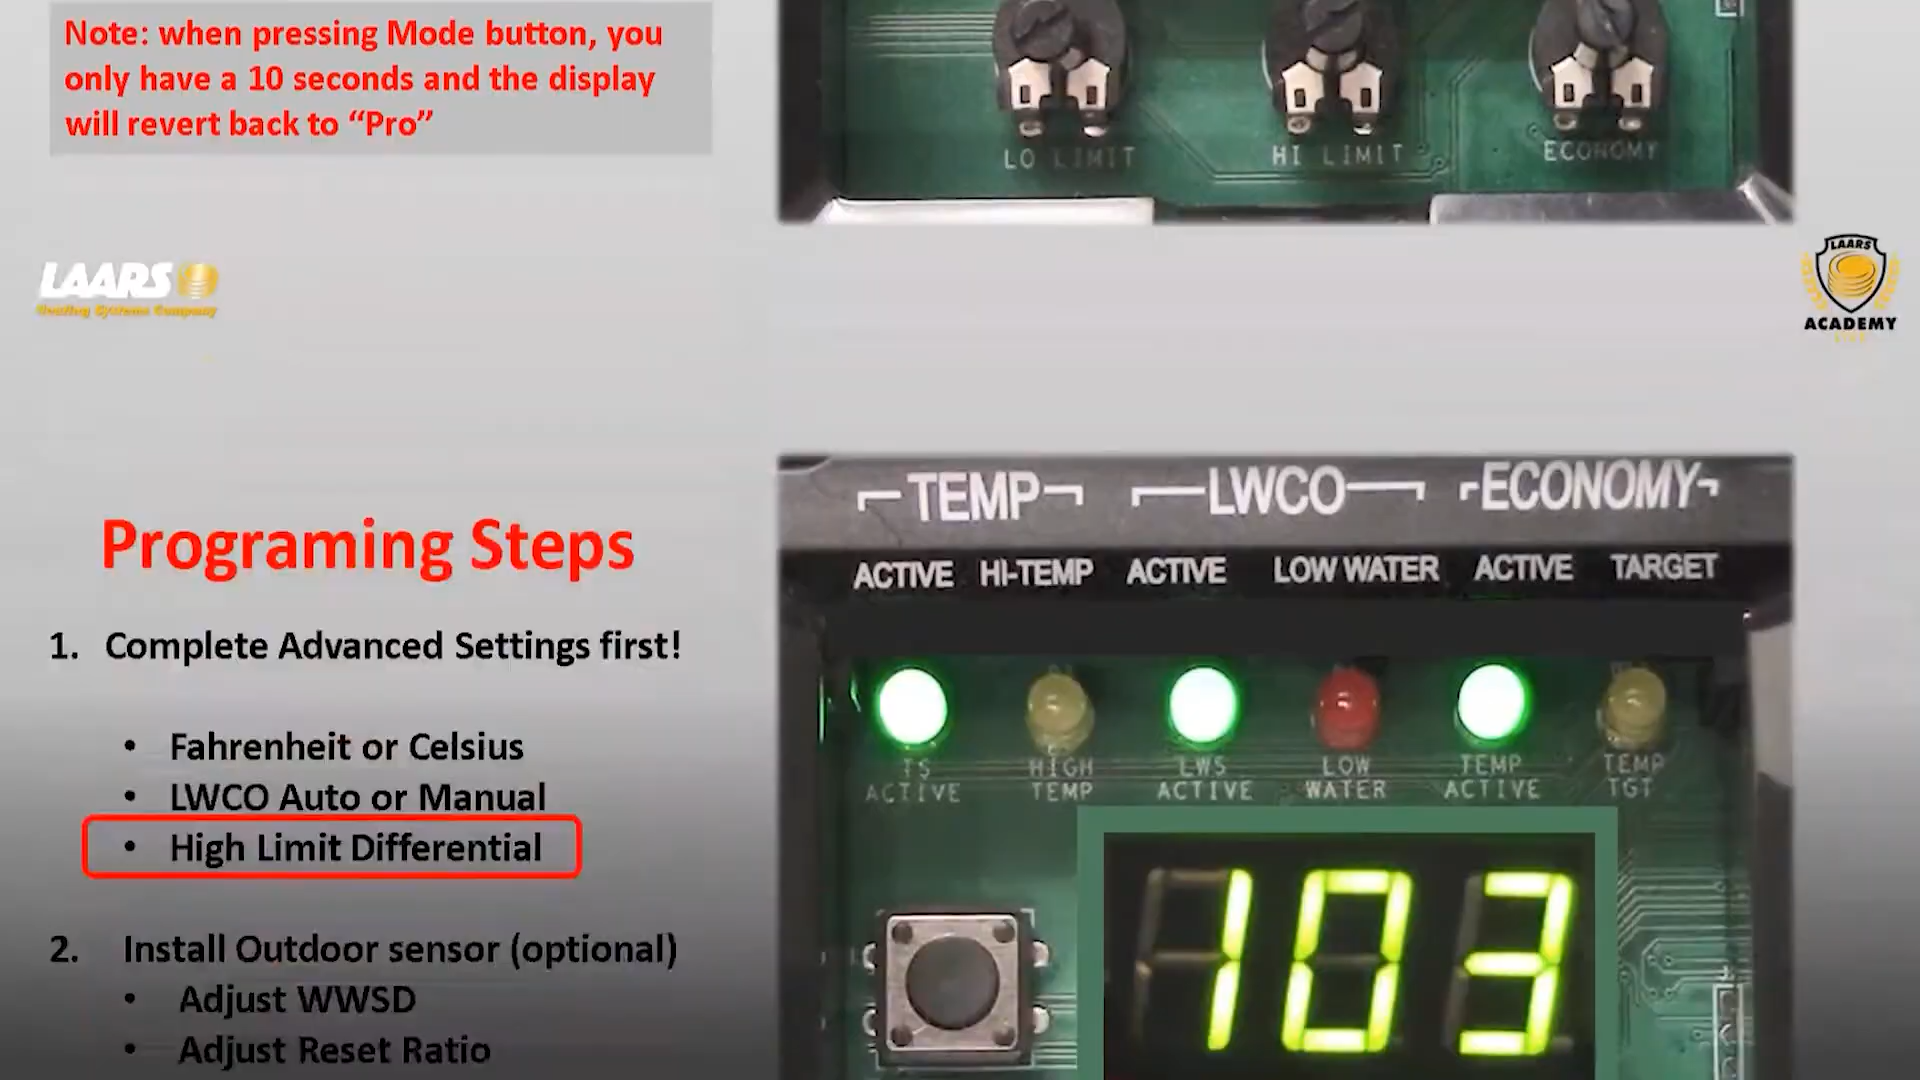 Note: when pressing Mode button, you
only have a 10 seconds and the display
will revert back to “Pro”
LO LIMIT
HI LIMIT
ECONOMY
LAARS
Heating Systems Company
LAARS
ACADEMY
Programing Steps
1. Complete Advanced Settings first!
• Fahrenheit or Celsius
• LWCO Auto or Manual
• High Limit Differential
2. Install Outdoor sensor (optional)
• Adjust WWSD
• Adjust Reset Ratio
TEMP LWCO ECONOMY
ACTIVE HI-TEMP ACTIVE LOW WATER ACTIVE TARGET
TS ACTIVE
HIGH TEMP
LWS ACTIVE
LOW WATER
TEMP ACTIVE
TEMP TGT
103